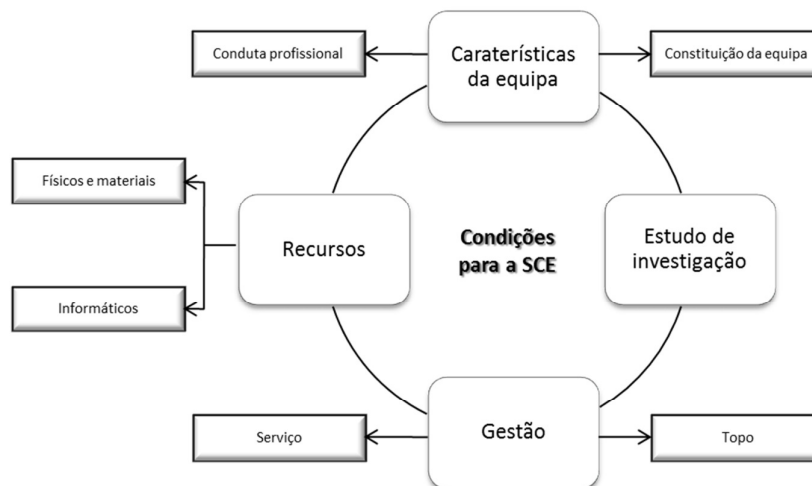 Conduta profissional
Caraterísticas
da equipa
Constituição da equipa
Físicos e materiais
Recursos
Informáticos
Condições
para a SCE
Estudo de
investigação
Serviço
Gestão
Topo